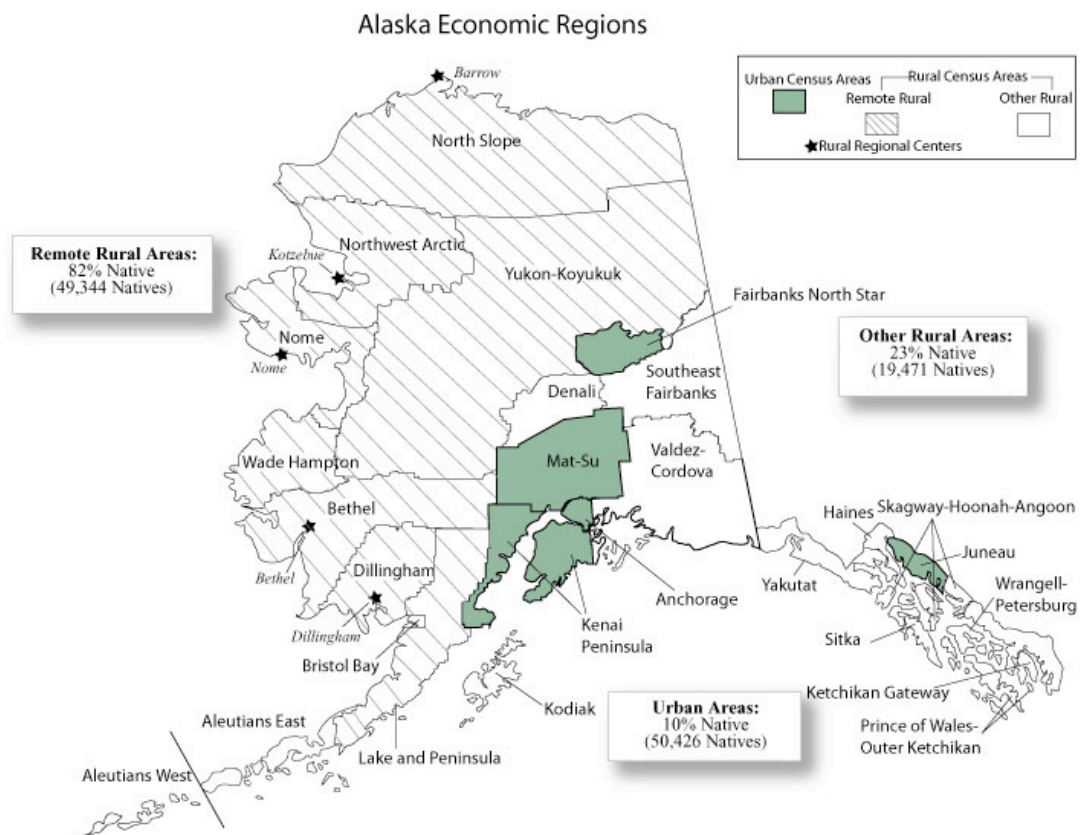 Alaska Economic Regions
Urban Census Areas
Rural Census Areas
Remote Rural
Other Rural
Rural Regional Centers
Barrow
North Slope
Remote Rural Areas:
82% Native
(49,344 Natives)
Northwest Arctic
Kotzebue
Yukon-Koyukuk
Fairbanks North Star
Other Rural Areas:
23% Native
(19,471 Natives)
Nome
Nome
Denali
Southeast
Fairbanks
Wade Hampton
Mat-Su
Valdez-
Cordova
Bethel
Bethel
Dillingham
Dillingham
Bristol Bay
Anchorage
Kenai
Peninsula
Yakutat
Haines
Skagway-Hoonah-Angoon
Juneau
Wrangell-
Petersburg
Sitka
Ketchikan Gateway
Prince of Wales-
Outer Ketchikan
Kodiak
Urban Areas:
10% Native
(50,426 Natives)
Aleutians East
Lake and Peninsula
Aleutians West